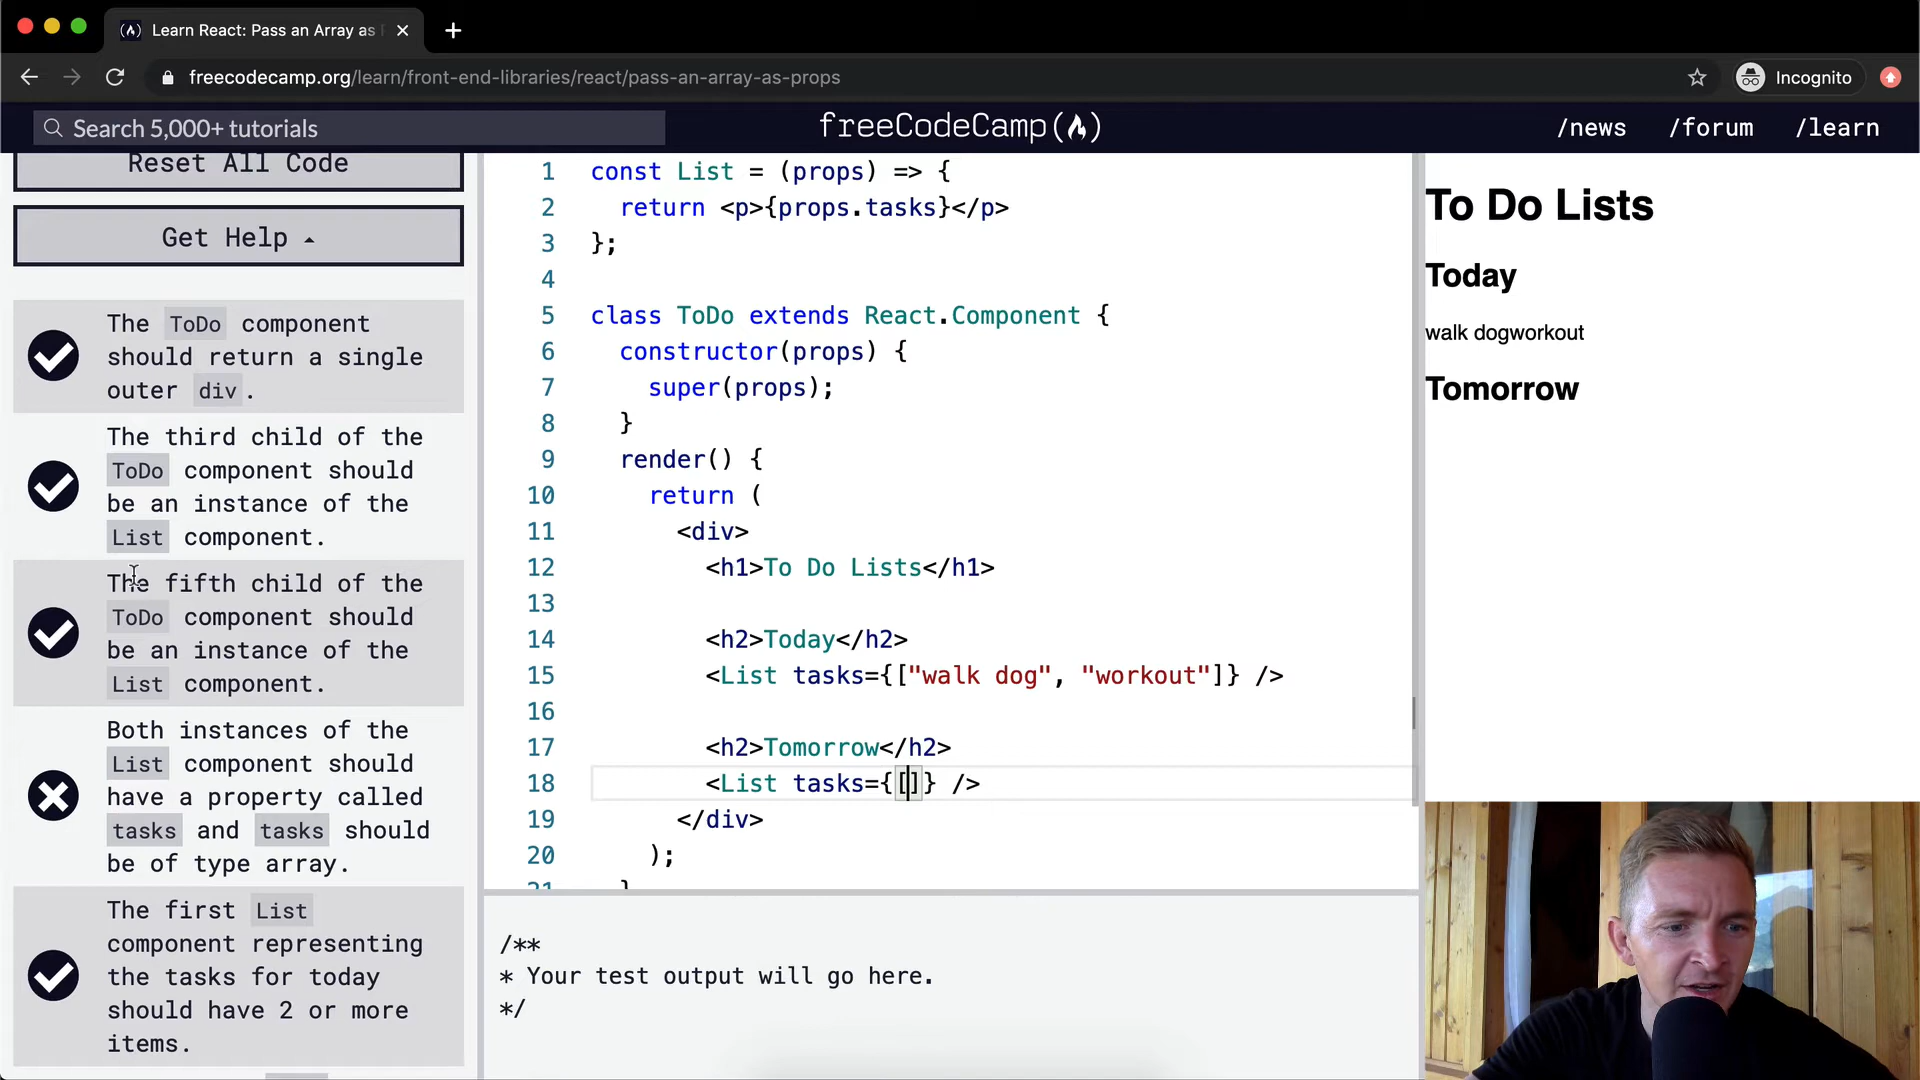 Learn React: Pass an Array as
freecodecamp.org/learn/front-end-libraries/react/pass-an-array-as-props
Incognito
Search 5,000+ tutorials
freeCodeCamp
/news
/forum
/learn
Reset All Code
Get Help
The ToDo component
should return a single
outer div.
The third child of the
ToDo component should
be an instance of the
List component.
The fifth child of the
ToDo component should
be an instance of the
List component.
Both instances of the
List component should
have a property called
tasks and tasks should
be of type array.
The first List
component representing
the tasks for today
should have 2 or more
items.
1 const List = (props) => {
2 return <p>{props.tasks}</p>
3 };
4
5 class ToDo extends React.Component {
6 constructor(props) {
7 super(props);
8 }
9 render() {
10 return (
11 <div>
12 <h1>To Do Lists</h1>
13
14 <h2>Today</h2>
15 <List tasks={["walk dog", "workout"]} />
16
17 <h2>Tomorrow</h2>
18 <List tasks={[]} />
19 </div>
20 );
21 }
/**
* Your test output will go here.
*/
To Do Lists
Today
walk dogworkout
Tomorrow